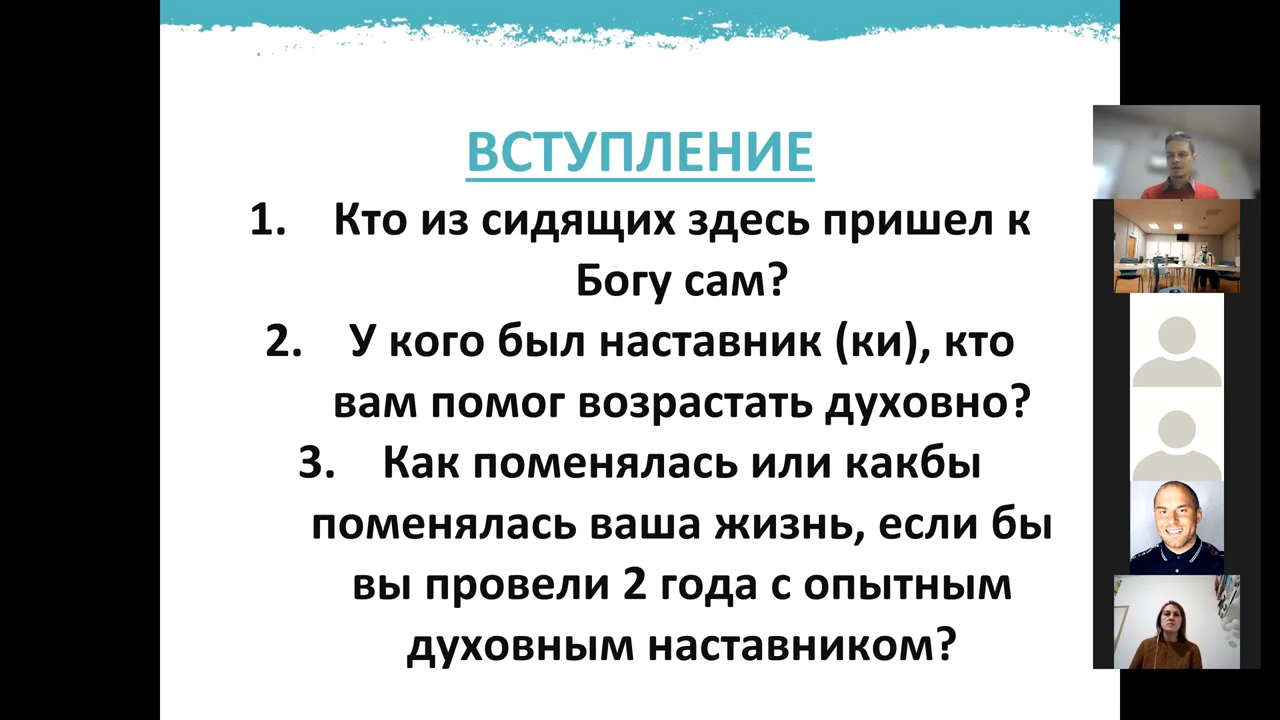 ВСТУПЛЕНИЕ
1. Кто из сидящих здесь пришел к
Богу сам?
2. У кого был наставник (ки), кто
вам помог возрастать духовно?
3. Как поменялась или какбы
поменялась ваша жизнь, если бы
вы провели 2 года с опытным
духовным наставником?